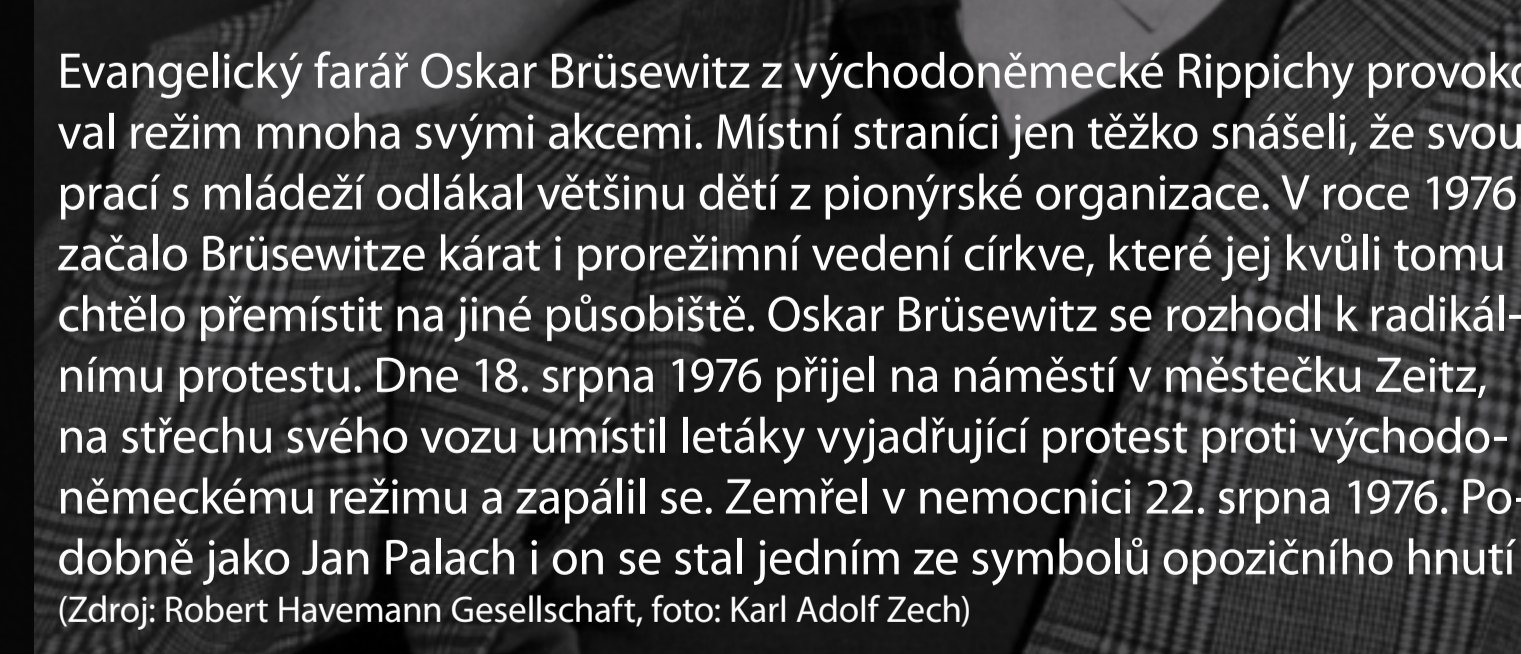 Evangelický farář Oskar Brüsewitz z východoněmecké Rippichy provoko
val režim mnoha svými akcemi. Místní straníci jen těžko snášeli, že svou
prací s mládeží odlákal většinu dětí z pionýrské organizace. V roce 1976
začalo Brüsewitze kárat i prorežimní vedení církve, které jej kvůli tomu
chtělo přemístit na jiné působiště. Oskar Brüsewitz se rozhodl k radikál-
nímu protestu. Dne 18. srpna 1976 přijel na náměstí v městečku Zeitz,
na střechu svého vozu umístil letáky vyjadřující protest proti východo-
německému režimu a zapálil se. Zemřel v nemocnici 22. srpna 1976. Po-
dobně jako Jan Palach i on se stal jedním ze symbolů opozičního hnutí
(Zdroj: Robert Havemann Gesellschaft, foto: Karl Adolf Zech)